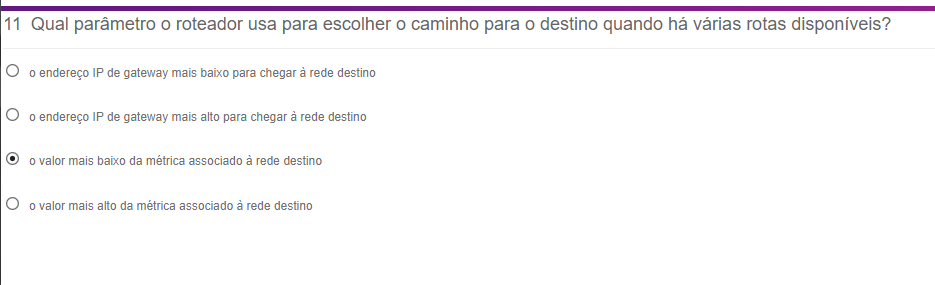 11 Qual parâmetro o roteador usa para escolher o caminho para o destino quando há várias rotas disponíveis?
o endereço IP de gateway mais baixo para chegar à rede destino
o endereço IP de gateway mais alto para chegar à rede destino
o valor mais baixo da métrica associado à rede destino
o valor mais alto da métrica associado à rede destino